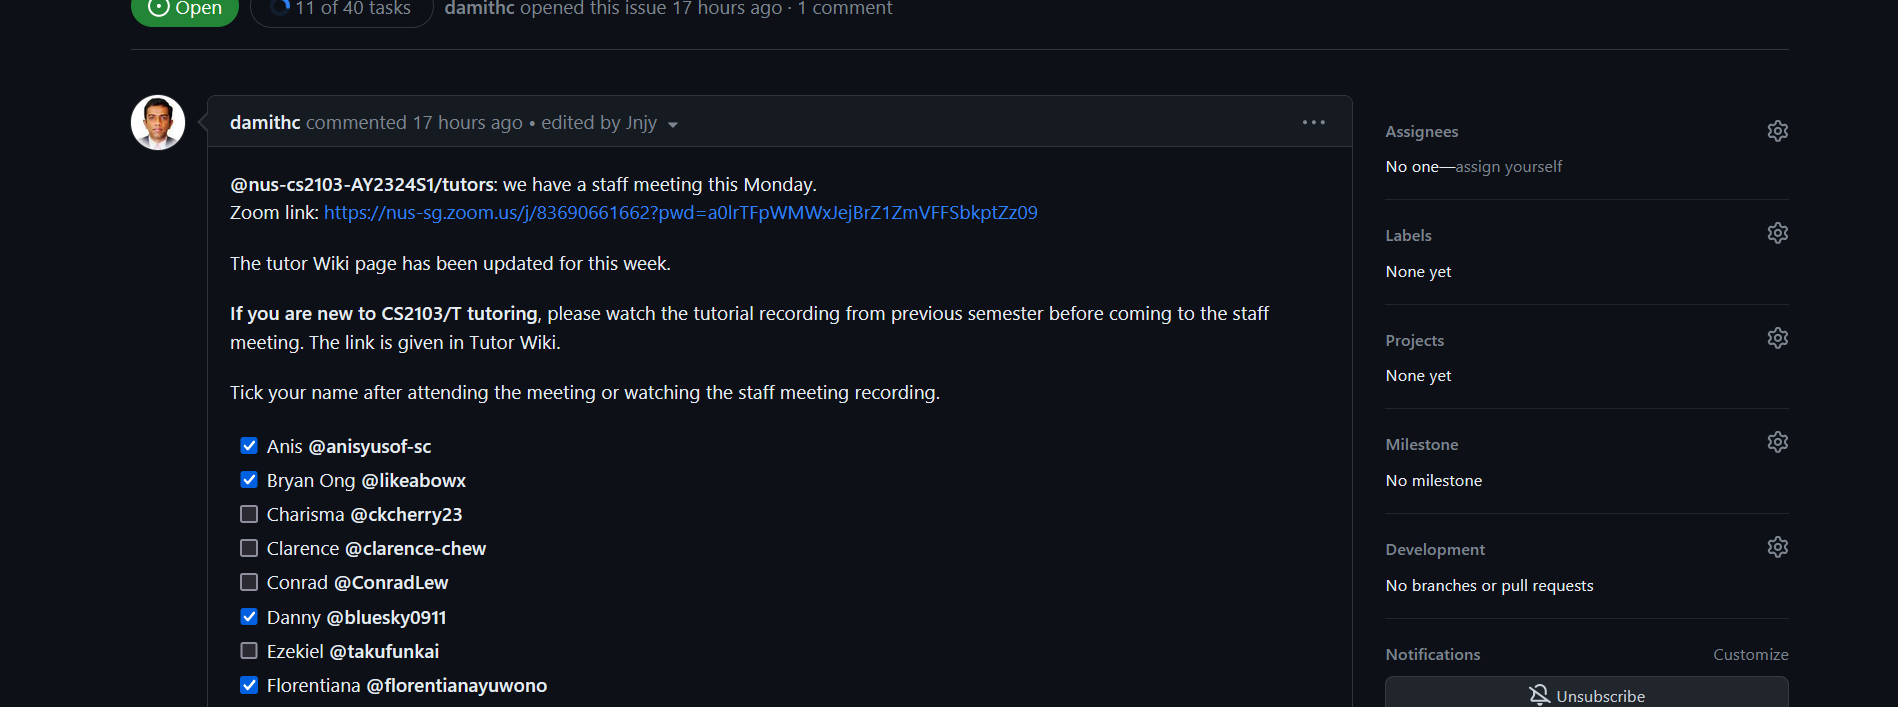 Open
11 of 40 tasks
damithc opened this issue 17 hours ago · 1 comment
damithc commented 17 hours ago • edited by Jnjy
@nus-cs2103-AY2324S1/tutors: we have a staff meeting this Monday.
Zoom link: https://nus-sg.zoom.us/j/83690661662?pwd=a0lrTFpWMWxJejBrZ1ZmVFFSbkptZz09
The tutor Wiki page has been updated for this week.
If you are new to CS2103/T tutoring, please watch the tutorial recording from previous semester before coming to the staff
meeting. The link is given in Tutor Wiki.
Tick your name after attending the meeting or watching the staff meeting recording.
Anis @anisyusof-sc
Bryan Ong @likeabowx
Charisma @ckcherry23
Clarence @clarence-chew
Conrad @ConradLew
Danny @bluesky0911
Ezekiel @takufunkai
Florentiana @florentianayuwono
Assignees
No one—assign yourself
Labels
None yet
Projects
None yet
Milestone
No milestone
Development
No branches or pull requests
Notifications
Customize
Unsubscribe